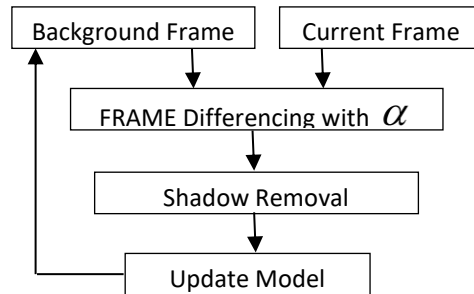 Background Frame
Current Frame
FRAME Differencing with α
Shadow Removal
Update Model